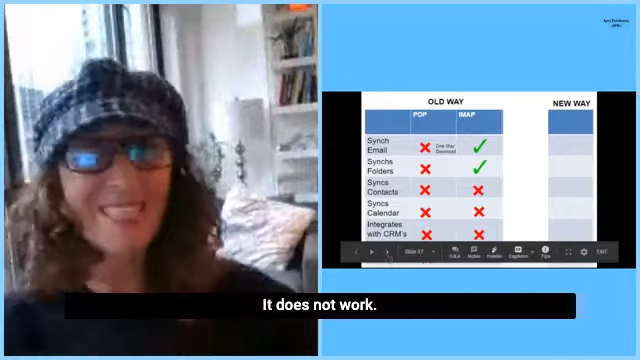 OLD WAY
NEW WAY
POP
IMAP
Synch
Email
One Way
Download
Synchs
Folders
Syncs
Contacts
Syncs
Calendar
Integrates
with CRM's
Slide 37
Q&A
Notes
Pointer
Captions
Tips
EXIT
It does not work.